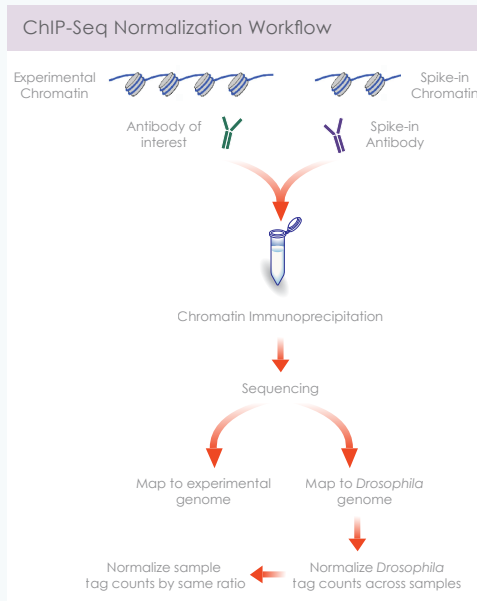 ChIP-Seq Normalization Workflow
Experimental
Chromatin
Spike-in
Chromatin
Antibody of
interest
Spike-in
Antibody
Chromatin Immunoprecipitation
Sequencing
Map to experimental
genome
Map to Drosophila
genome
Normalize sample
tag counts by same ratio
Normalize Drosophila
tag counts across samples